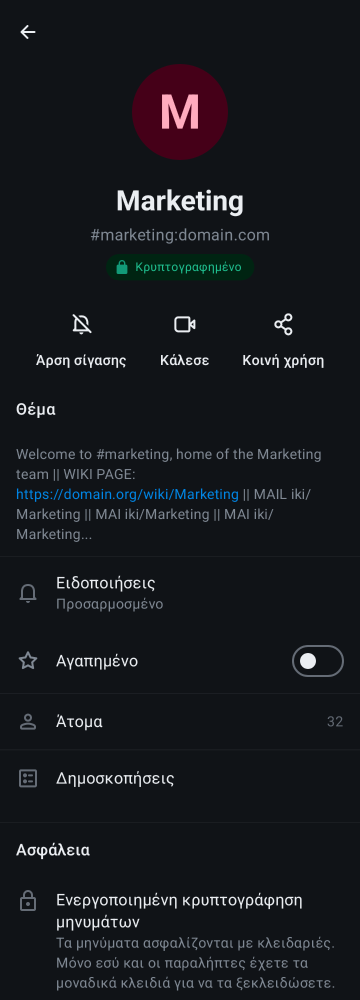 M
Marketing
#marketing:domain.com
Κρυπτογραφημένο
Άρση σίγασης
Κάλεσε
Κοινή χρήση
Θέμα
Welcome to #marketing, home of the Marketing
team || WIKI PAGE:
https://domain.org/wiki/Marketing || MAIL iki/
Marketing || MAI iki/Marketing || MAI iki/
Marketing...
Ειδοποιήσεις
Προσαρμοσμένο
Αγαπημένο
Άτομα 32
Δημοσκοπήσεις
Ασφάλεια
Ενεργοποιημένη κρυπτογράφηση
μηνυμάτων
Τα μηνύματα ασφαλίζονται με κλειδαριές.
Μόνο εσύ και οι παραλήπτες έχετε τα
μοναδικά κλειδιά για να τα ξεκλειδώσετε.